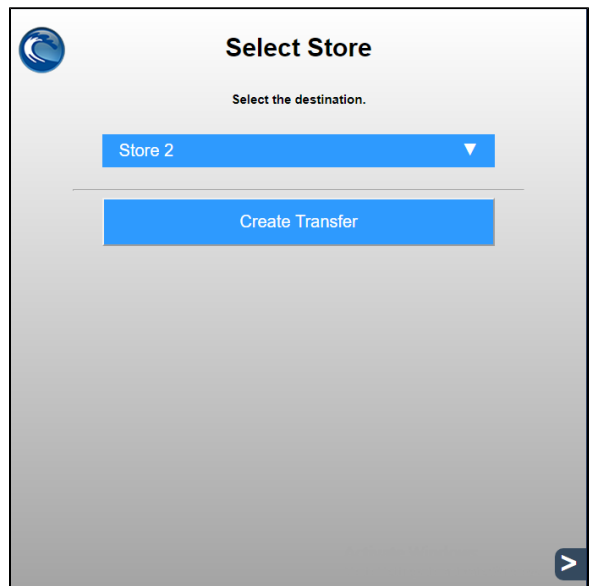 Select Store
Select the destination.
Store 2 ▼
Create Transfer
>